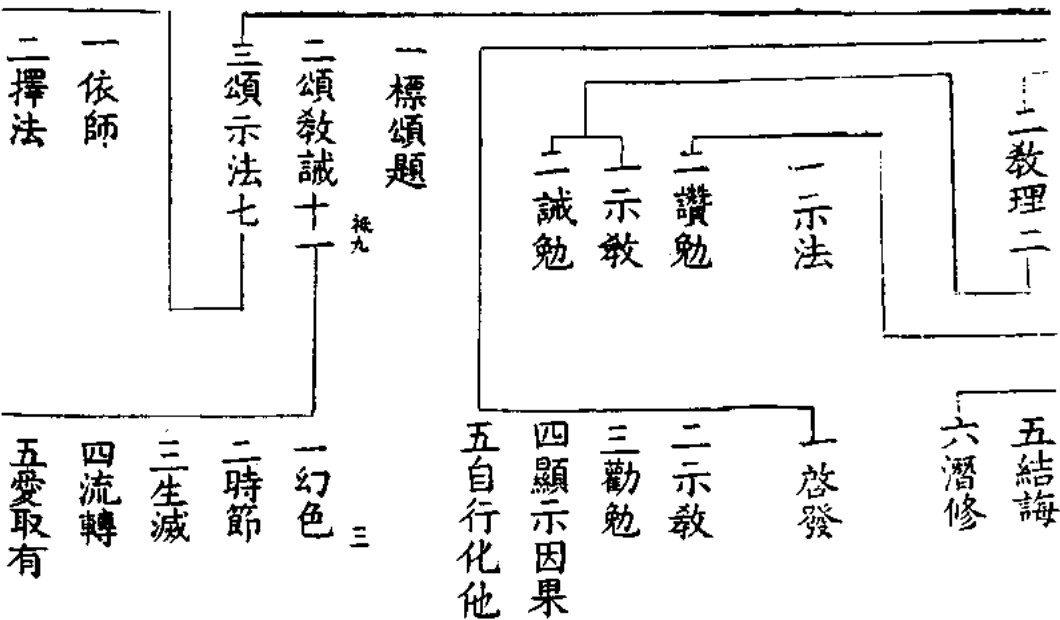 二教理二
一示法
二讚勉
一示教
二誡勉
五結誨
六潛修
一啓發
二示教
三勸勉
四顯示因果
五自行化他
一標頌題
二頌教誡十一
祗九
三頌示法七
一依師
二擇法
一幻色
三
二時節
三生滅
四流轉
五愛取有